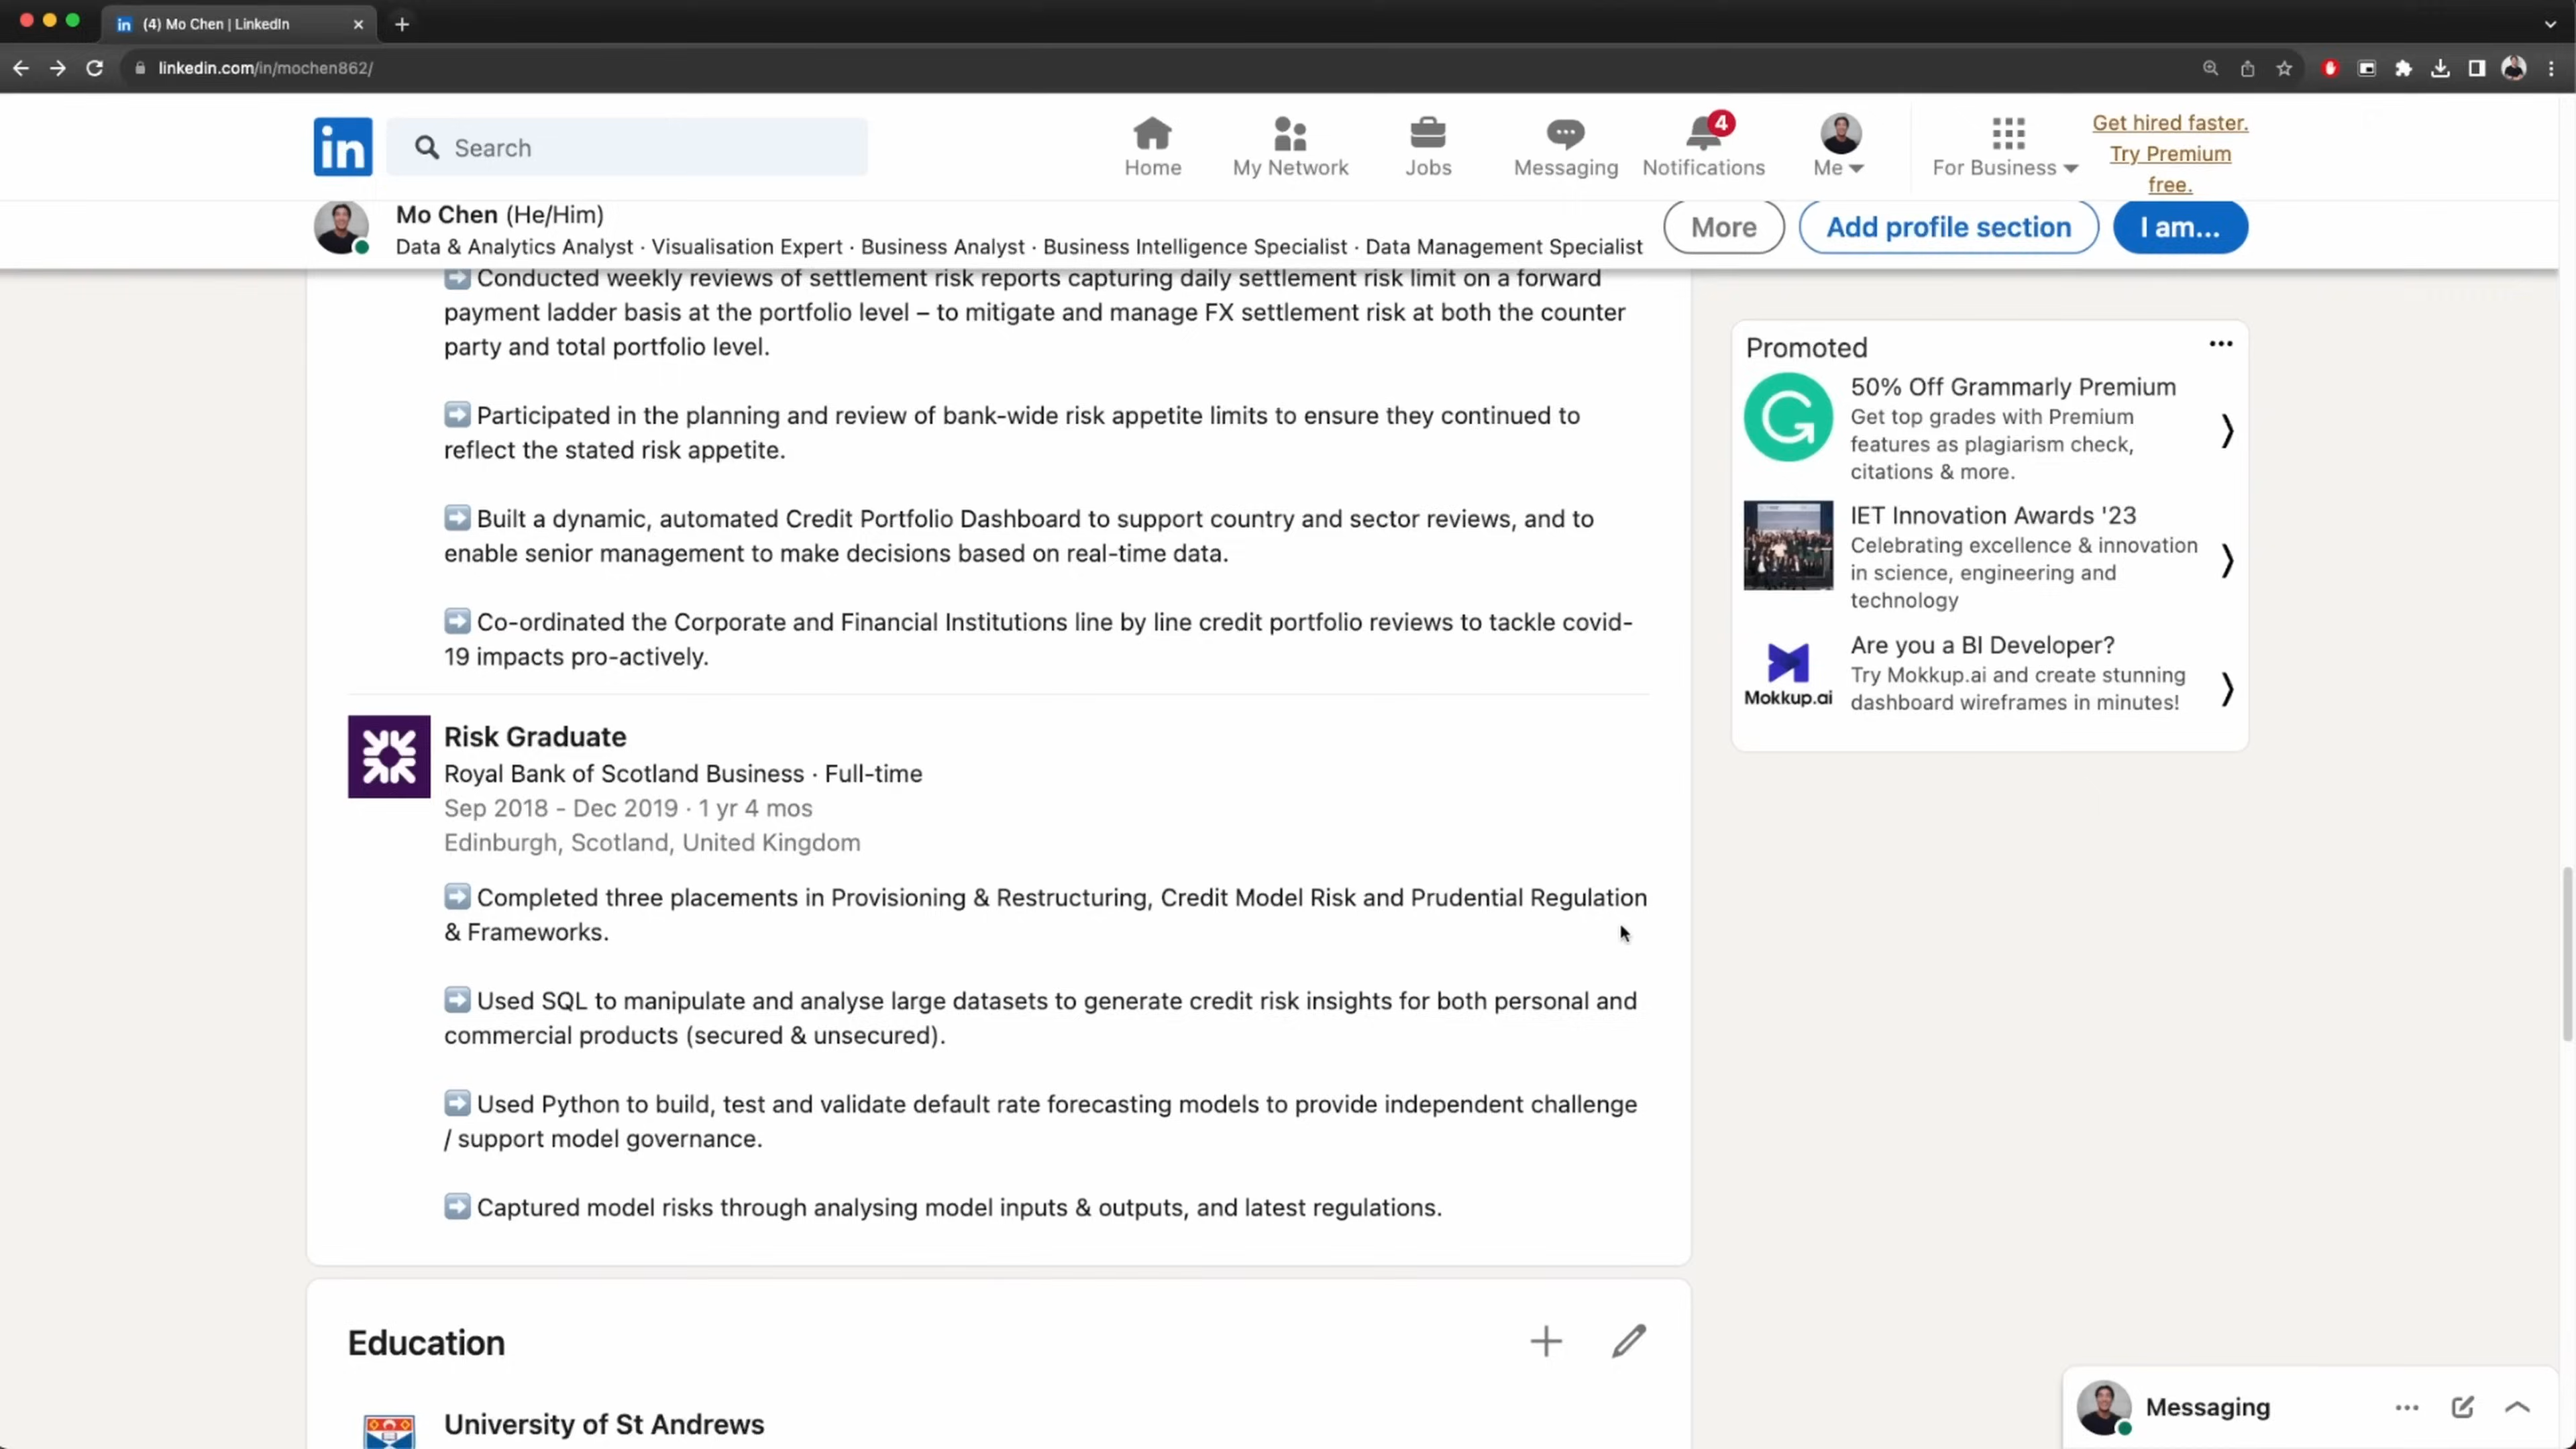 (4) Mo Chen | LinkedIn
linkedin.com/in/mochen862/
in
Search
Home
My Network
Jobs
Messaging
4
Notifications
Me
For Business
Get hired faster.
Try Premium
free.
Mo Chen (He/Him)
Data & Analytics Analyst · Visualisation Expert · Business Analyst · Business Intelligence Specialist · Data Management Specialist
More
Add profile section
I am...
➡ Conducted weekly reviews of settlement risk reports capturing daily settlement risk limit on a forward
payment ladder basis at the portfolio level – to mitigate and manage FX settlement risk at both the counter
party and total portfolio level.
➡ Participated in the planning and review of bank-wide risk appetite limits to ensure they continued to
reflect the stated risk appetite.
➡ Built a dynamic, automated Credit Portfolio Dashboard to support country and sector reviews, and to
enable senior management to make decisions based on real-time data.
➡ Co-ordinated the Corporate and Financial Institutions line by line credit portfolio reviews to tackle covid-
19 impacts pro-actively.
Risk Graduate
Royal Bank of Scotland Business · Full-time
Sep 2018 - Dec 2019 · 1 yr 4 mos
Edinburgh, Scotland, United Kingdom
➡ Completed three placements in Provisioning & Restructuring, Credit Model Risk and Prudential Regulation
& Frameworks.
➡ Used SQL to manipulate and analyse large datasets to generate credit risk insights for both personal and
commercial products (secured & unsecured).
➡ Used Python to build, test and validate default rate forecasting models to provide independent challenge
/ support model governance.
➡ Captured model risks through analysing model inputs & outputs, and latest regulations.
Education
University of St Andrews
Promoted
50% Off Grammarly Premium
Get top grades with Premium
features as plagiarism check,
citations & more.
IET Innovation Awards '23
Celebrating excellence & innovation
in science, engineering and
technology
Mokkup.ai
Are you a BI Developer?
Try Mokkup.ai and create stunning
dashboard wireframes in minutes!
Messaging